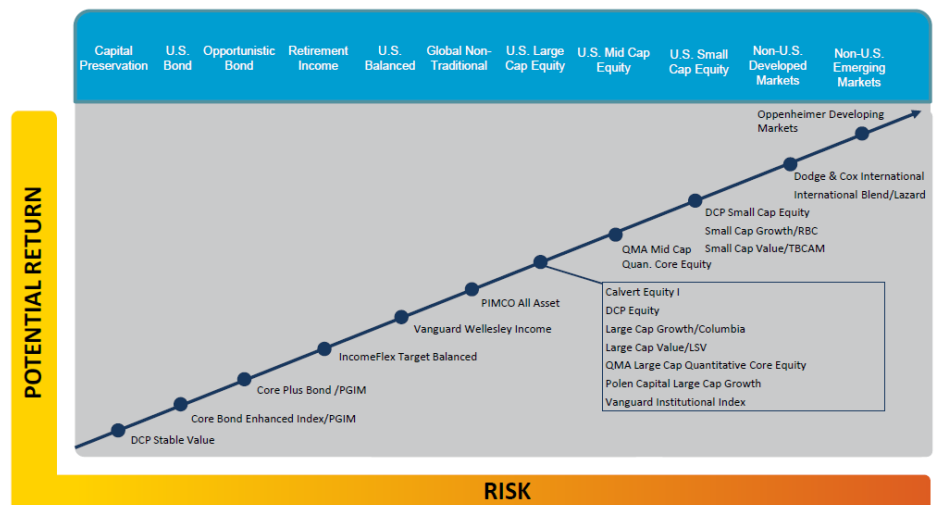 Capital
Preservation
U.S.
Bond
Opportunistic
Bond
Retirement
Income
U.S.
Balanced
Global Non-
Traditional
U.S. Large
Cap Equity
U.S. Mid Cap
Equity
U.S. Small
Cap Equity
Non-U.S.
Developed
Markets
Non-U.S.
Emerging
Markets
POTENTIAL RETURN
Oppenheimer Developing
Markets
Dodge & Cox International
International Blend/Lazard
DCP Small Cap Equity
Small Cap Growth/RBC
Small Cap Value/TBCAM
QMA Mid Cap
Quan. Core Equity
Calvert Equity I
DCP Equity
Large Cap Growth/Columbia
Large Cap Value/LSV
QMA Large Cap Quantitative Core Equity
Polen Capital Large Cap Growth
Vanguard Institutional Index
PIMCO All Asset
Vanguard Wellesley Income
IncomeFlex Target Balanced
Core Plus Bond /PGIM
Core Bond Enhanced Index/PGIM
DCP Stable Value
RISK